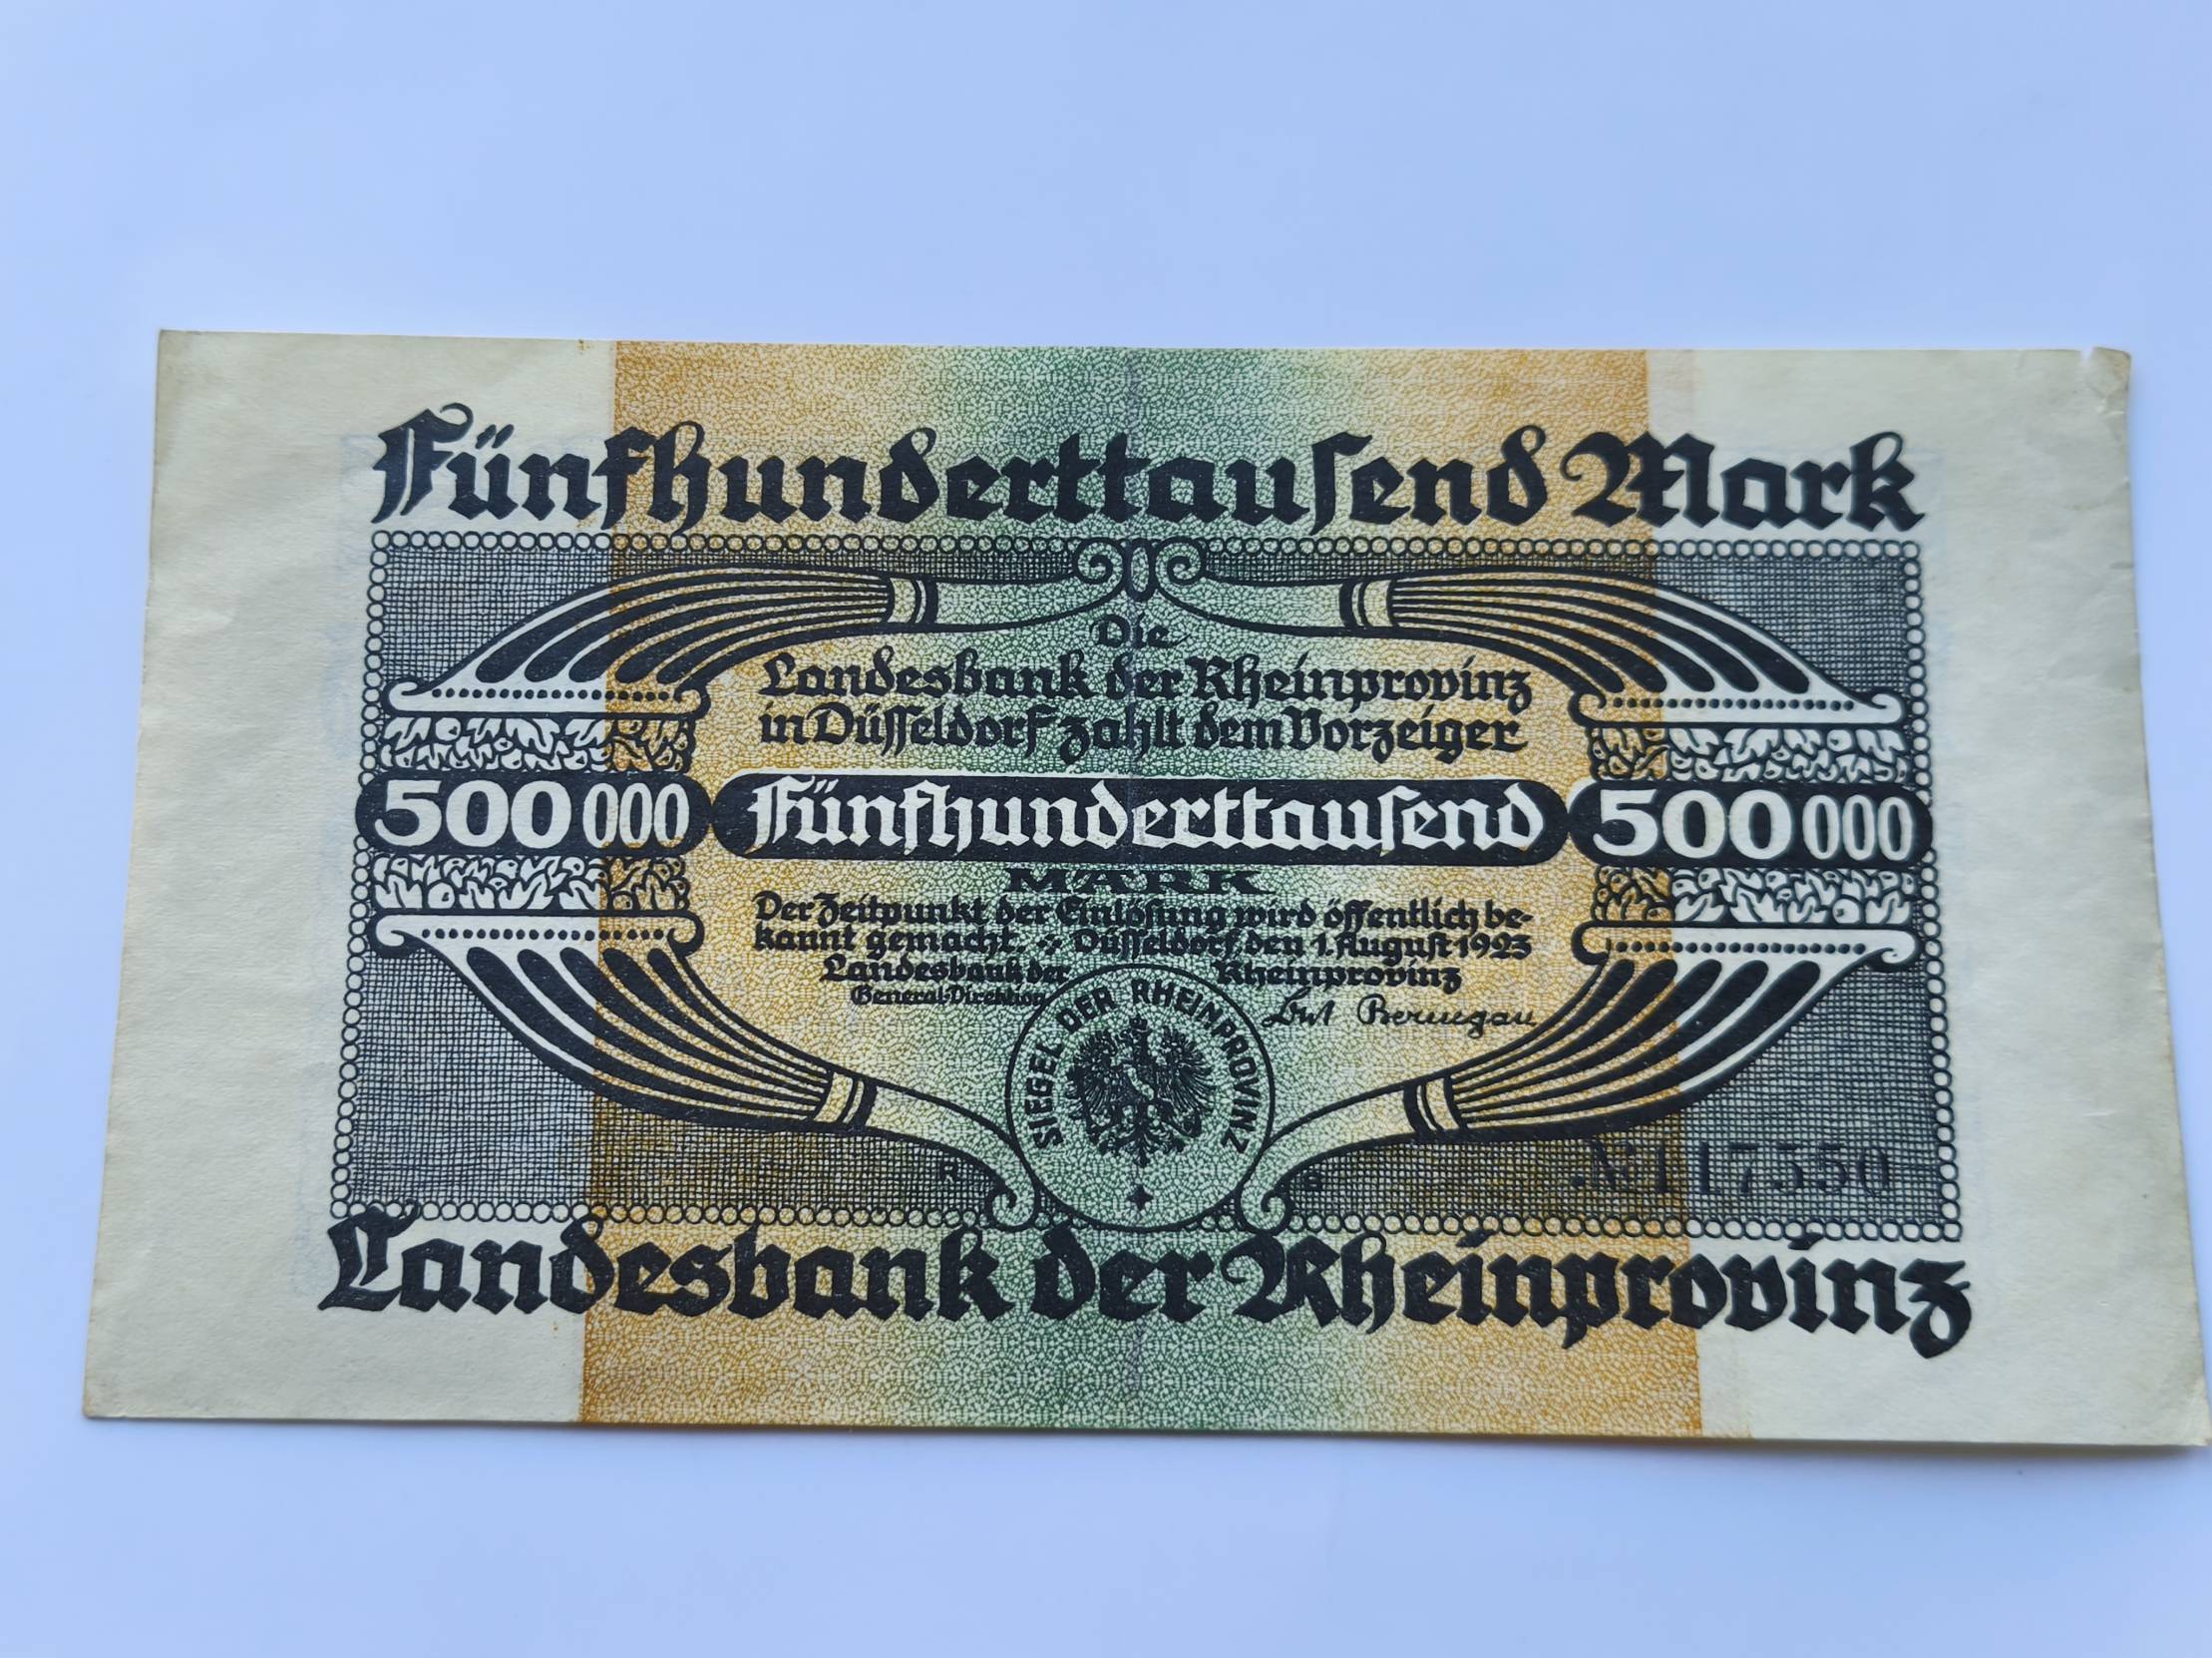 Fünfhunderttausend Mark
Die
Landesbank der Rheinprovinz
in Düsseldorf zahlt dem Vorzeiger
500 000 Fünfhunderttausend 500 000
MARK
Der Zeitpunkt der Einlösung wird öffentlich be-
kannt gemacht. Düsseldorf, den 1. August 1923
Landesbank der Rheinprovinz
General-Direktion
SIEGEL DER RHEINPROVINZ
R G
№ 117550
Landesbank der Rheinprovinz